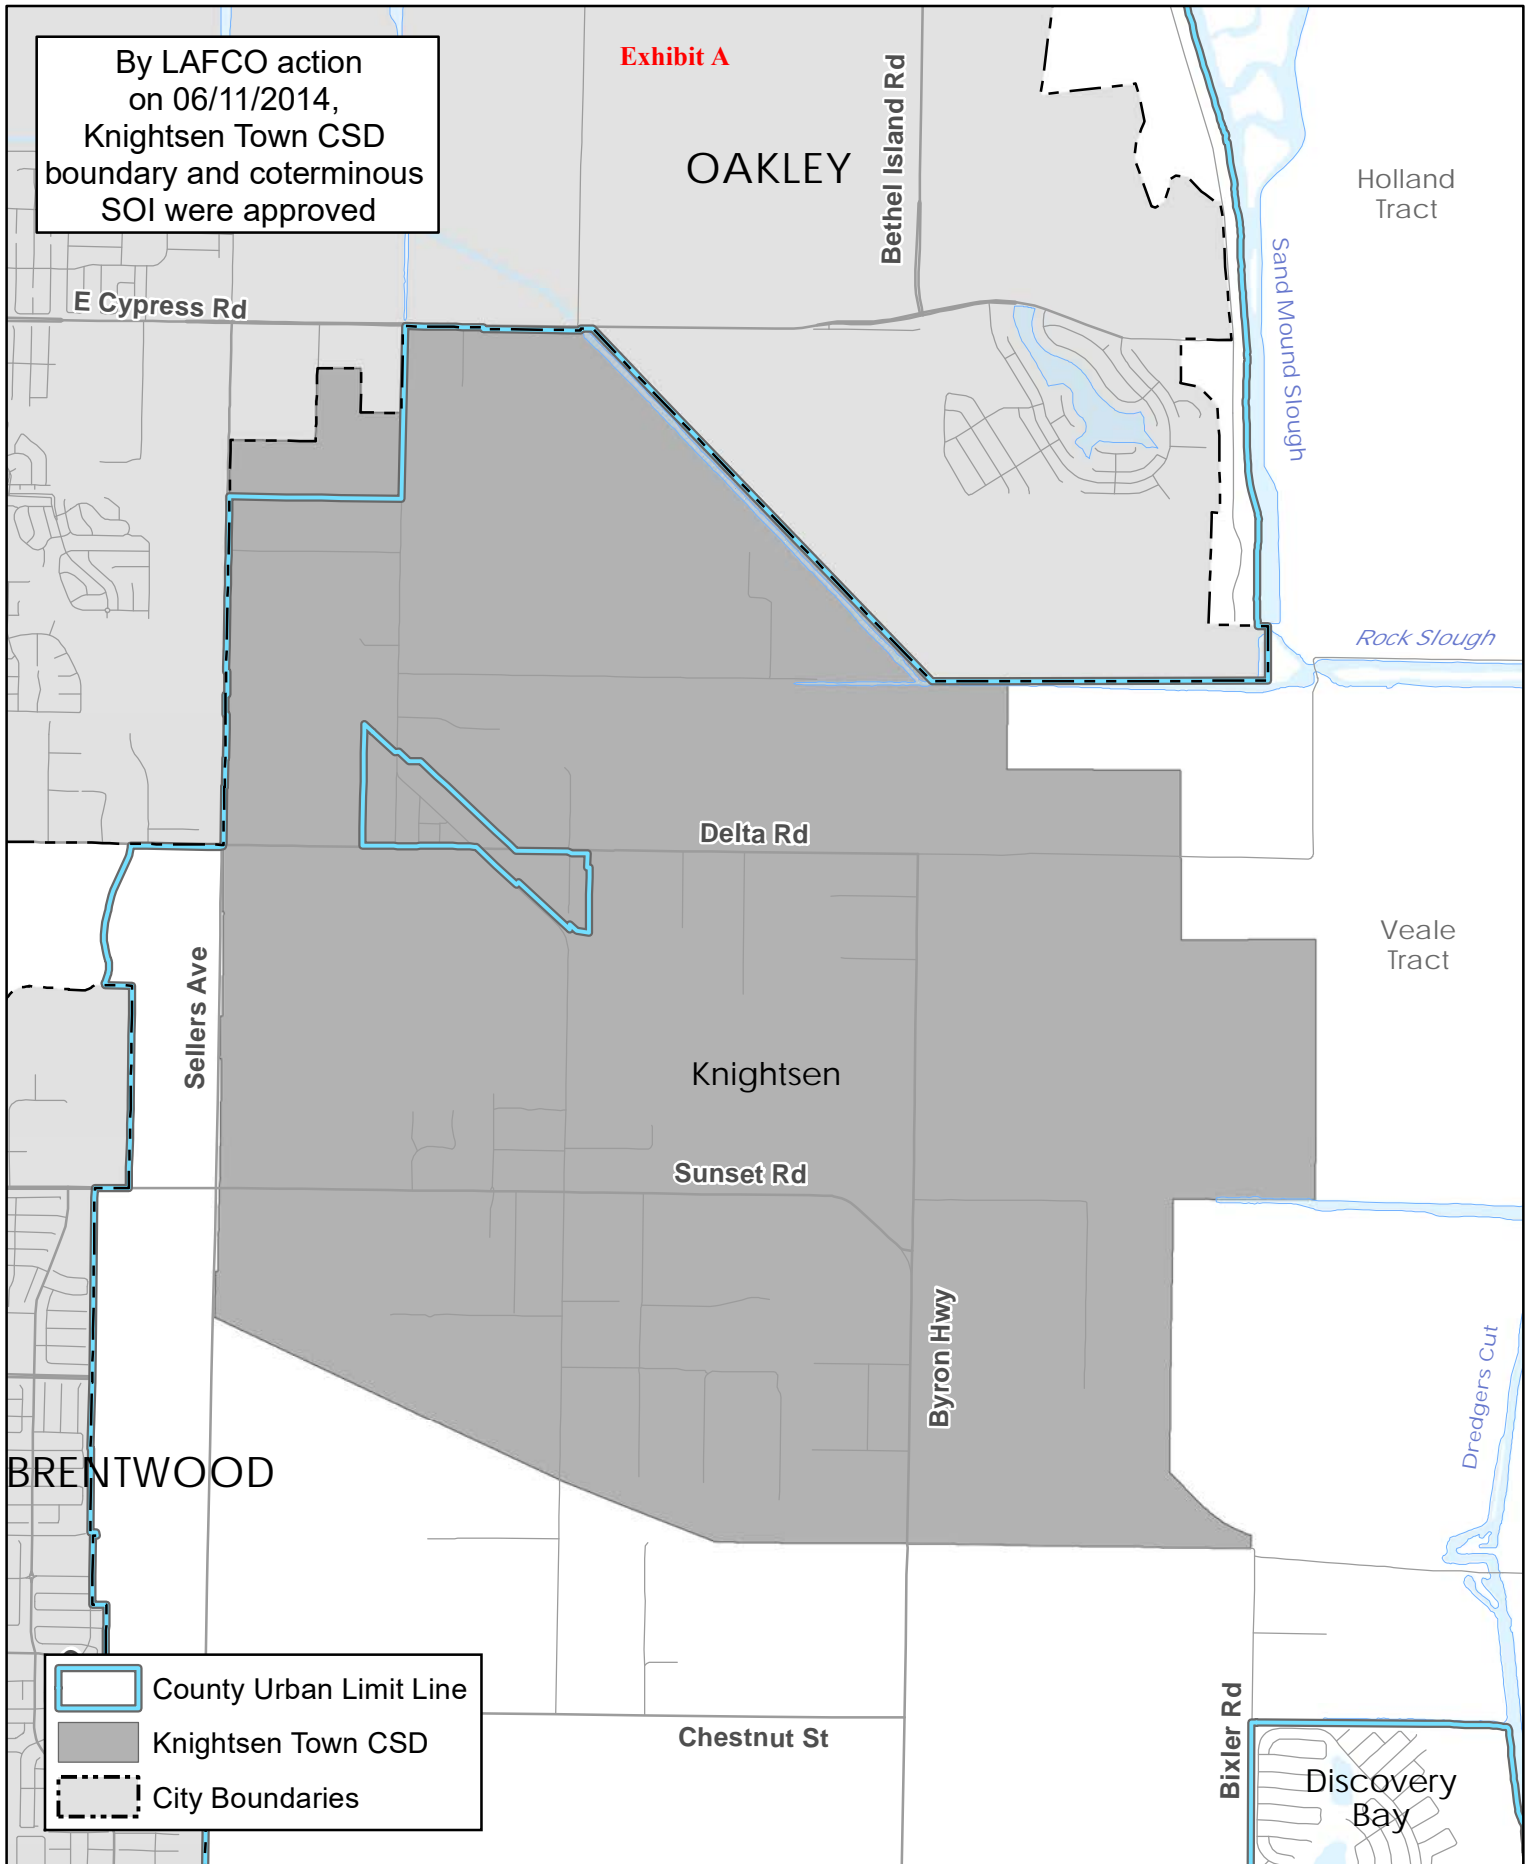 By LAFCO action
on 06/11/2014,
Knightsen Town CSD
boundary and coterminous
SOI were approved
Exhibit A
OAKLEY
Bethel Island Rd
Holland
Tract
Sand Mound Slough
E Cypress Rd
Rock Slough
Delta Rd
Veale
Tract
Sellers Ave
Knightsen
Sunset Rd
Byron Hwy
Dredgers Cut
BRENTWOOD
County Urban Limit Line
Knightsen Town CSD
City Boundaries
Chestnut St
Bixler Rd
Discovery
Bay